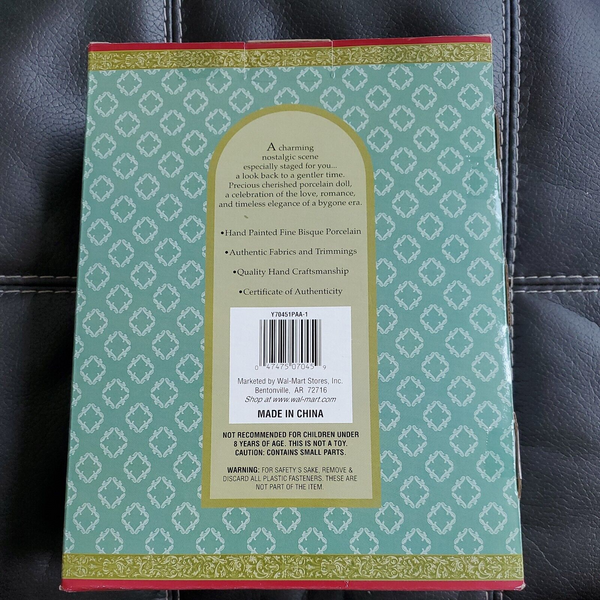 A charming
nostalgic scene
especially staged for you...
a look back to a gentler time.
Precious cherished porcelain doll,
a celebration of the love, romance,
and timeless elegance of a bygone era.
•Hand Painted Fine Bisque Porcelain
•Authentic Fabrics and Trimmings
•Quality Hand Craftsmanship
•Certificate of Authenticity
Y70451PAA-1
0 47475 07045 9
Marketed by Wal-Mart Stores, Inc.
Bentonville, AR 72716
Shop at www.wal-mart.com
MADE IN CHINA
NOT RECOMMENDED FOR CHILDREN UNDER
8 YEARS OF AGE. THIS IS NOT A TOY.
CAUTION: CONTAINS SMALL PARTS.
WARNING: FOR SAFETY'S SAKE, REMOVE &
DISCARD ALL PLASTIC FASTENERS. THESE ARE
NOT PART OF THE ITEM.